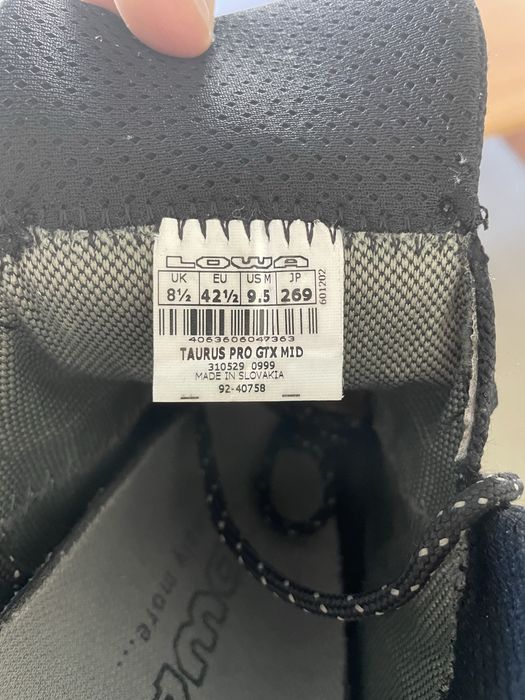 LOWA
UK EU US M JP
8½ 42½ 9.5 269
601202
4063606047363
TAURUS PRO GTX MID
310529 0999
MADE IN SLOVAKIA
92-40758
more...